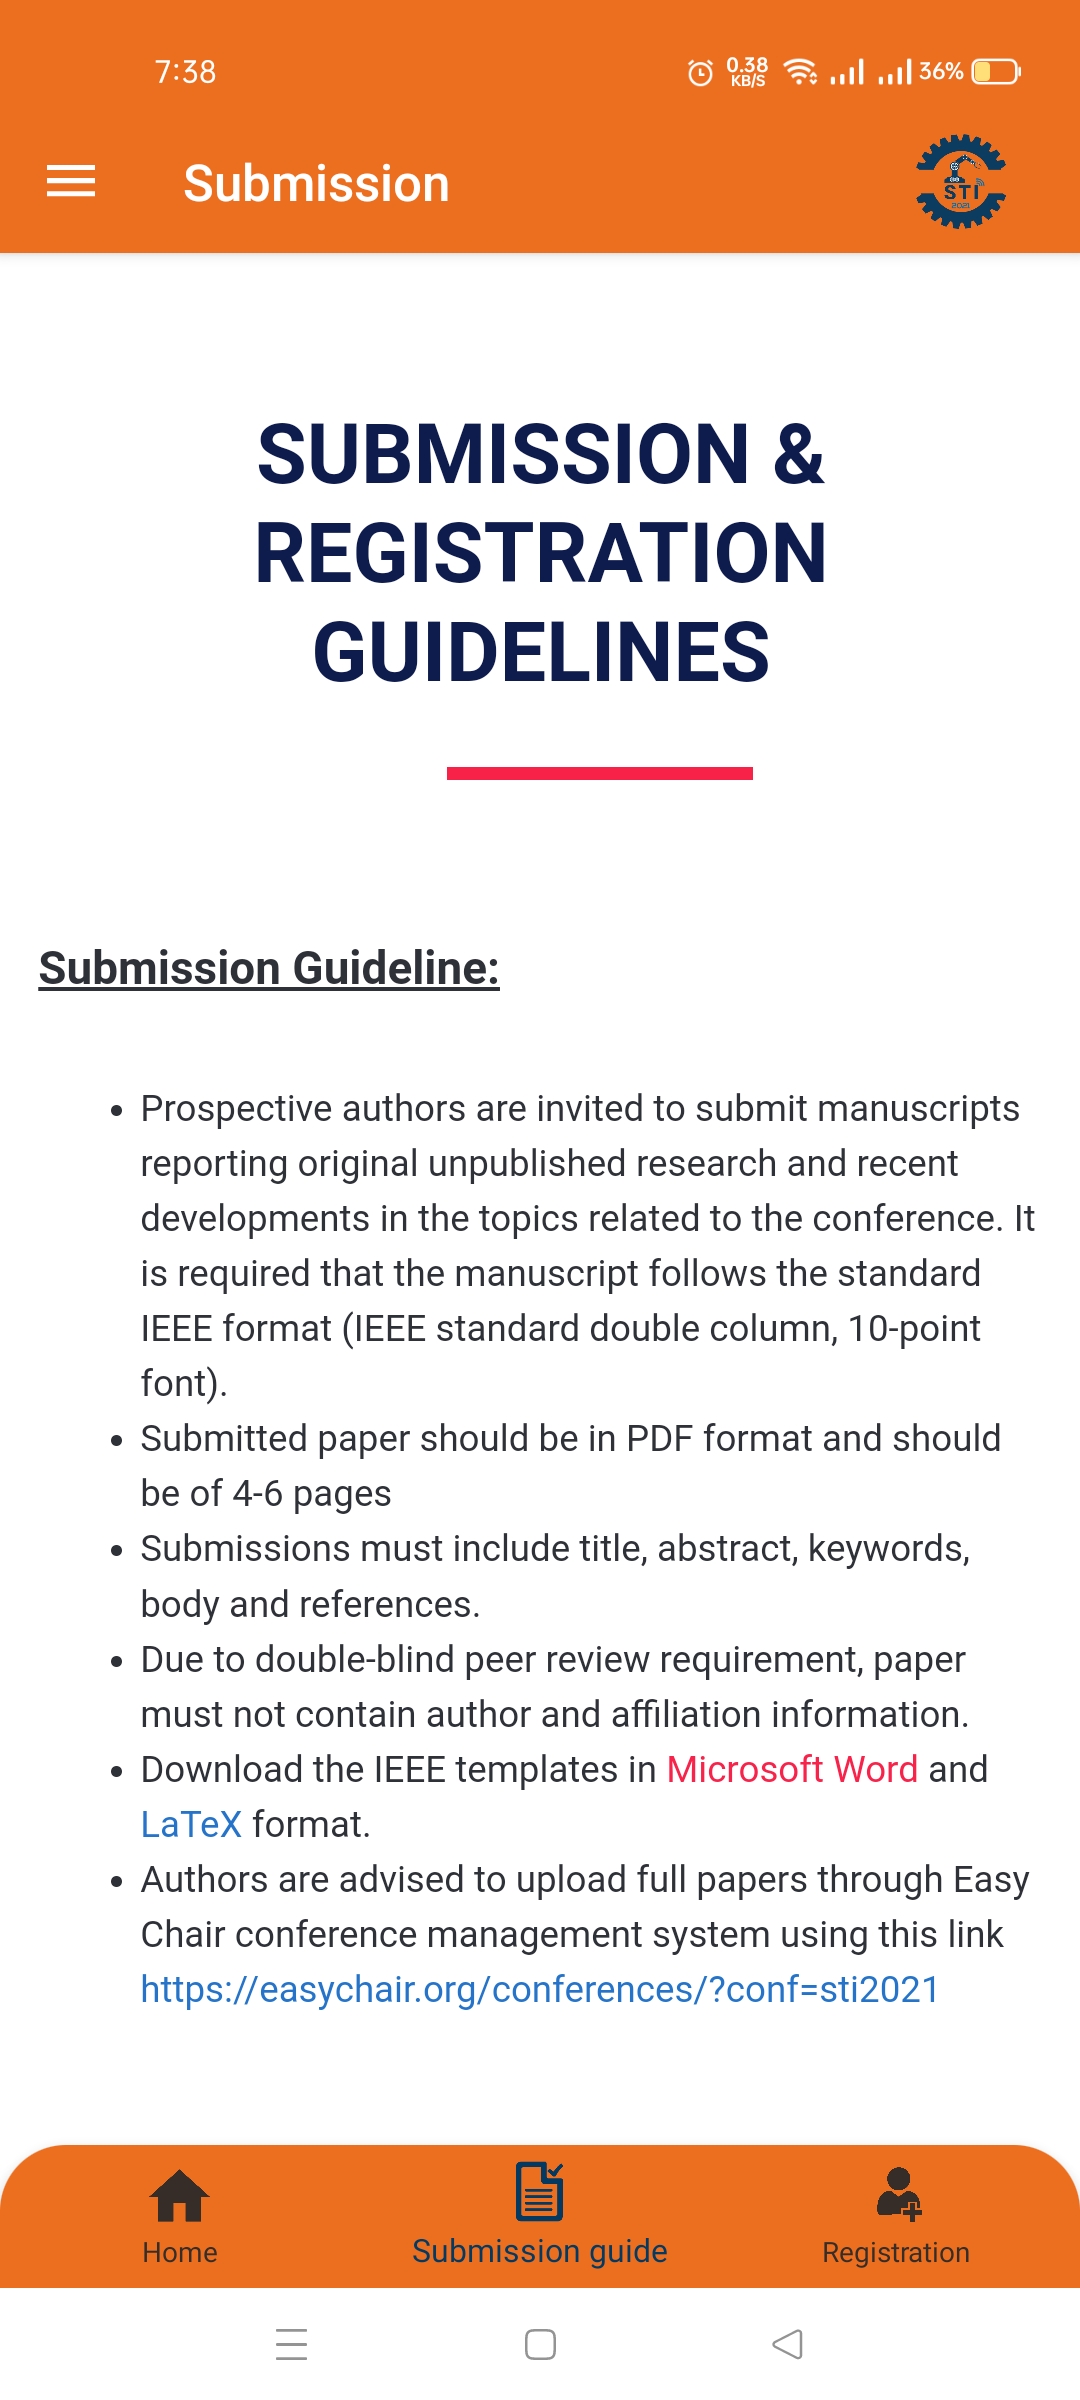 7:38
0.38
KB/S
36%
Submission
STI
2021
SUBMISSION &
REGISTRATION
GUIDELINES
Submission Guideline:
• Prospective authors are invited to submit manuscripts
reporting original unpublished research and recent
developments in the topics related to the conference. It
is required that the manuscript follows the standard
IEEE format (IEEE standard double column, 10-point
font).
• Submitted paper should be in PDF format and should
be of 4-6 pages
• Submissions must include title, abstract, keywords,
body and references.
• Due to double-blind peer review requirement, paper
must not contain author and affiliation information.
• Download the IEEE templates in Microsoft Word and
LaTeX format.
• Authors are advised to upload full papers through Easy
Chair conference management system using this link
https://easychair.org/conferences/?conf=sti2021
Home
Submission guide
Registration